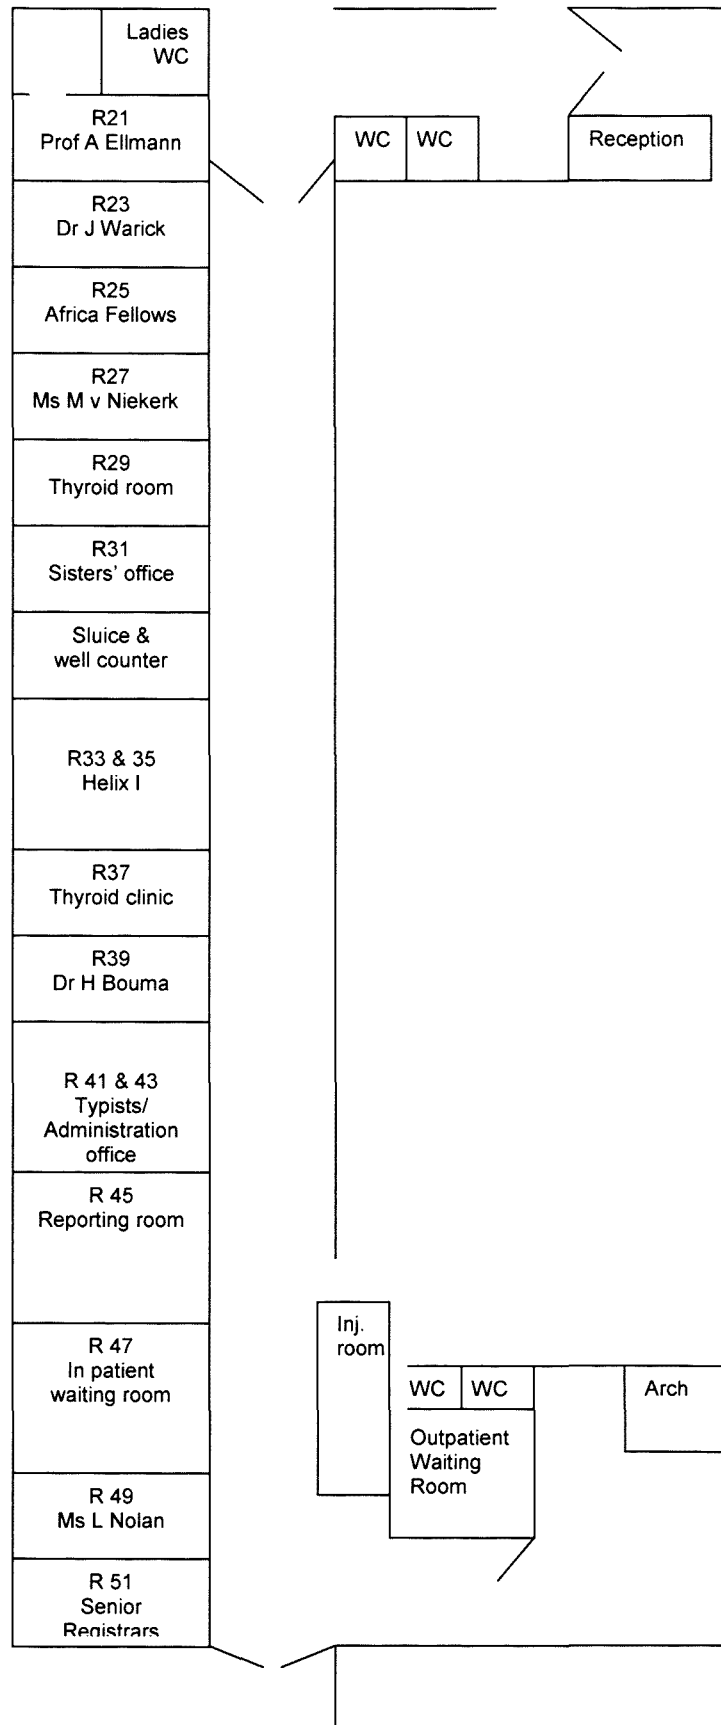 Ladies
WC
R21
Prof A Ellmann
WC
WC
Reception
R23
Dr J Warick
R25
Africa Fellows
R27
Ms M v Niekerk
R29
Thyroid room
R31
Sisters' office
Sluice &
well counter
R33 & 35
Helix I
R37
Thyroid clinic
R39
Dr H Bouma
R 41 & 43
Typists/
Administration
office
R 45
Reporting room
R 47
In patient
waiting room
Inj.
room
WC
WC
Arch
Outpatient
Waiting
Room
R 49
Ms L Nolan
R 51
Senior
Registrars